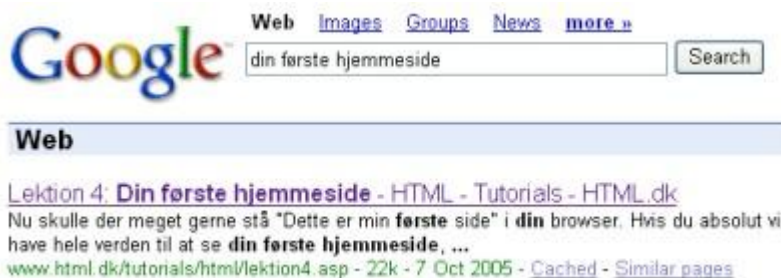 Google Web Images Groups News more »
din første hjemmeside Search
Web
Lektion 4: Din første hjemmeside - HTML - Tutorials - HTML.dk
Nu skulle der meget gerne stå "Dette er min første side" i din browser. Hvis du absolut vi
have hele verden til at se din første hjemmeside, ...
www.html.dk/tutorials/html/lektion4.asp - 22k - 7 Oct 2005 - Cached - Similar pages